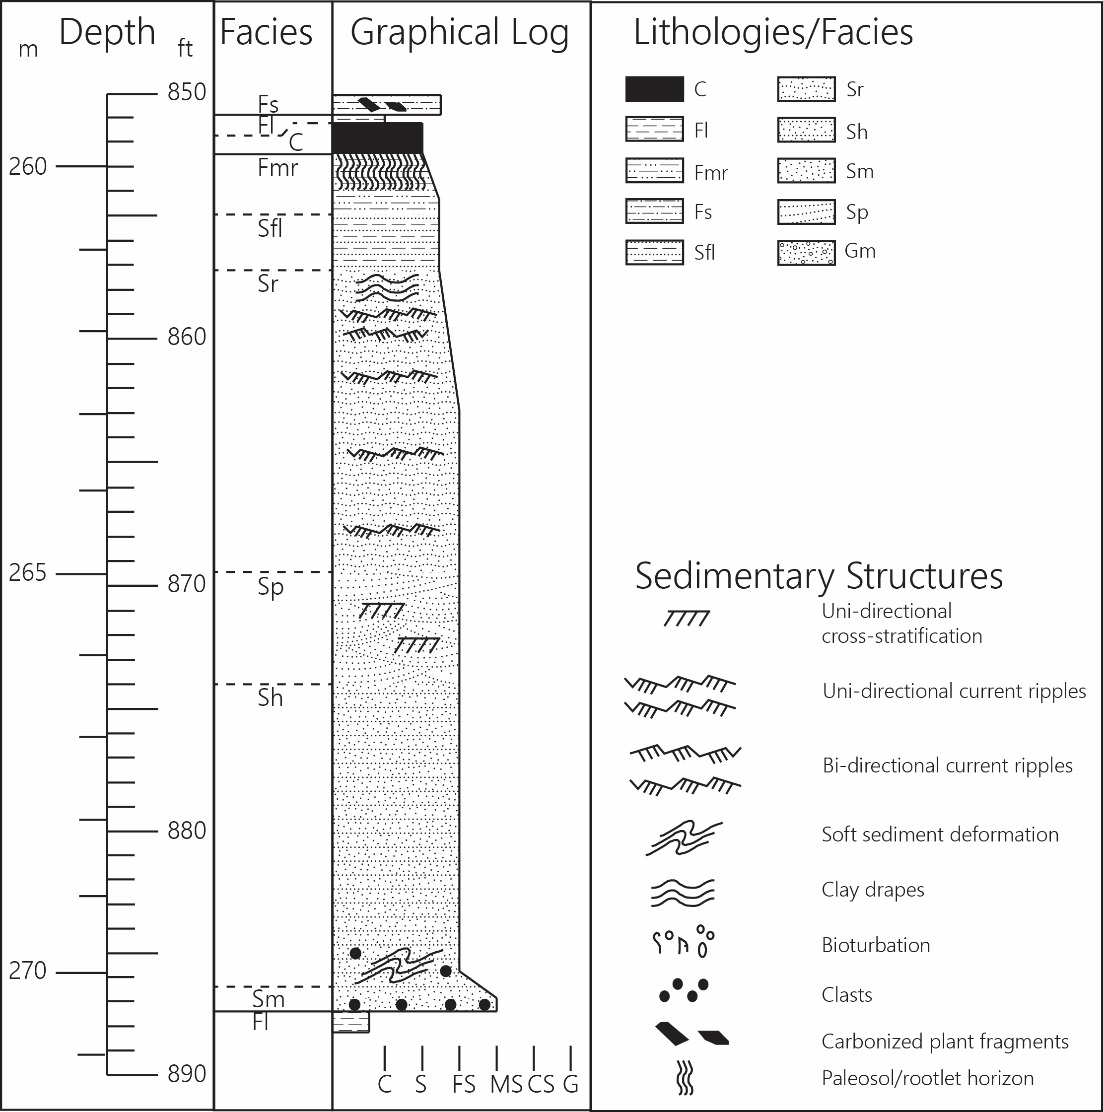 m Depth ft
Facies
Graphical Log
Lithologies/Facies
850
260
860
265
870
880
270
890
Fs
Fl
C
Fmr
Sfl
Sr
Sp
Sh
Sm
Fl
C S FS MS CS G
C Sr
Fl Sh
Fmr Sm
Fs Sp
Sfl Gm
Sedimentary Structures
Uni-directional
cross-stratification
Uni-directional current ripples
Bi-directional current ripples
Soft sediment deformation
Clay drapes
Bioturbation
Clasts
Carbonized plant fragments
Paleosol/rootlet horizon